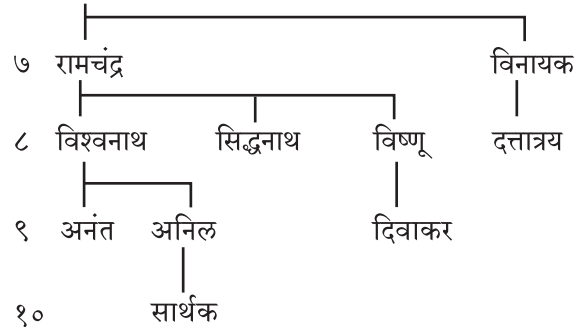 ७ रामचंद्र विनायक
८ विश्वनाथ सिद्धनाथ विष्णू दत्तात्रय
९ अनंत अनिल दिवाकर
१० सार्थक